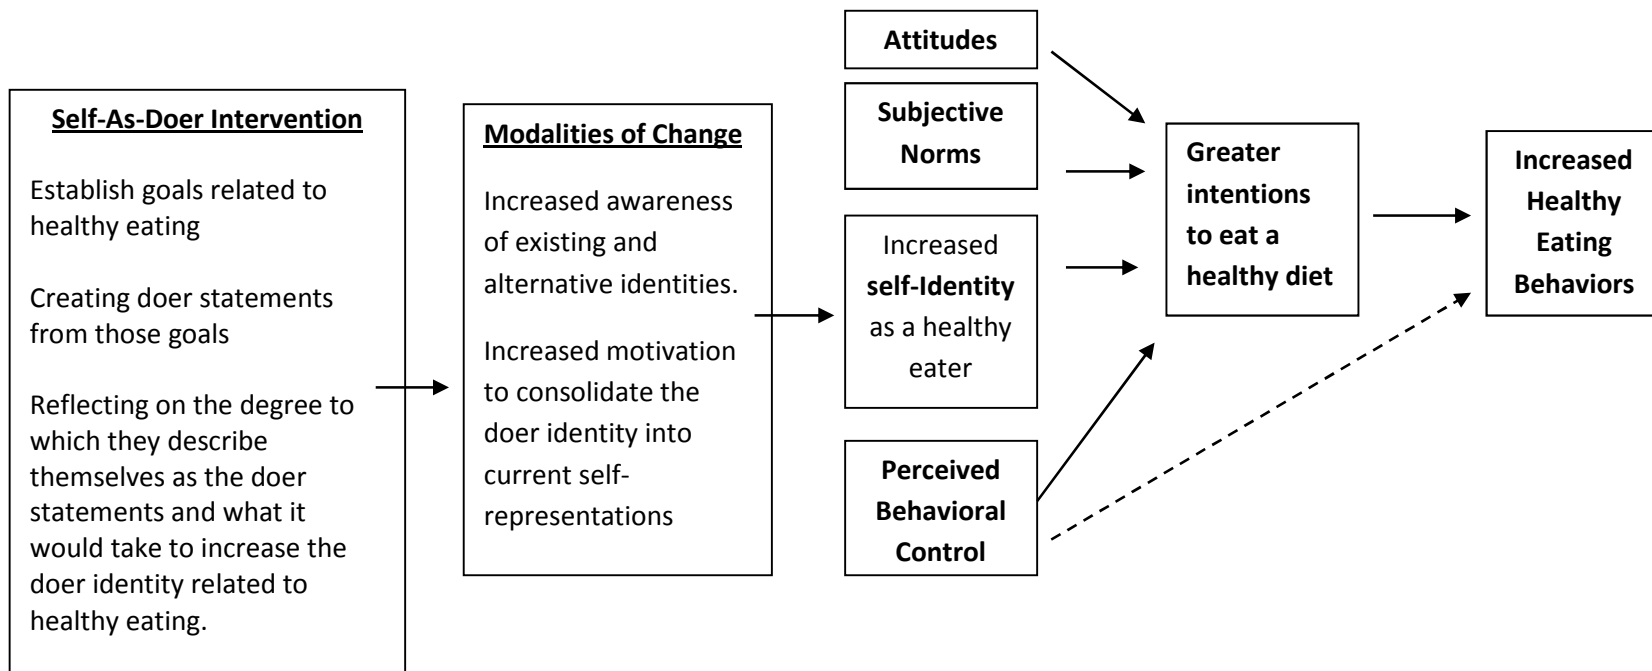 Self-As-Doer Intervention
Establish goals related to
healthy eating
Creating doer statements
from those goals
Reflecting on the degree to
which they describe
themselves as the doer
statements and what it
would take to increase the
doer identity related to
healthy eating.
Modalities of Change
Increased awareness
of existing and
alternative identities.
Increased motivation
to consolidate the
doer identity into
current self-
representations
Attitudes
Subjective
Norms
Increased
self-Identity
as a healthy
eater
Perceived
Behavioral
Control
Greater
intentions
to eat a
healthy diet
Increased
Healthy
Eating
Behaviors